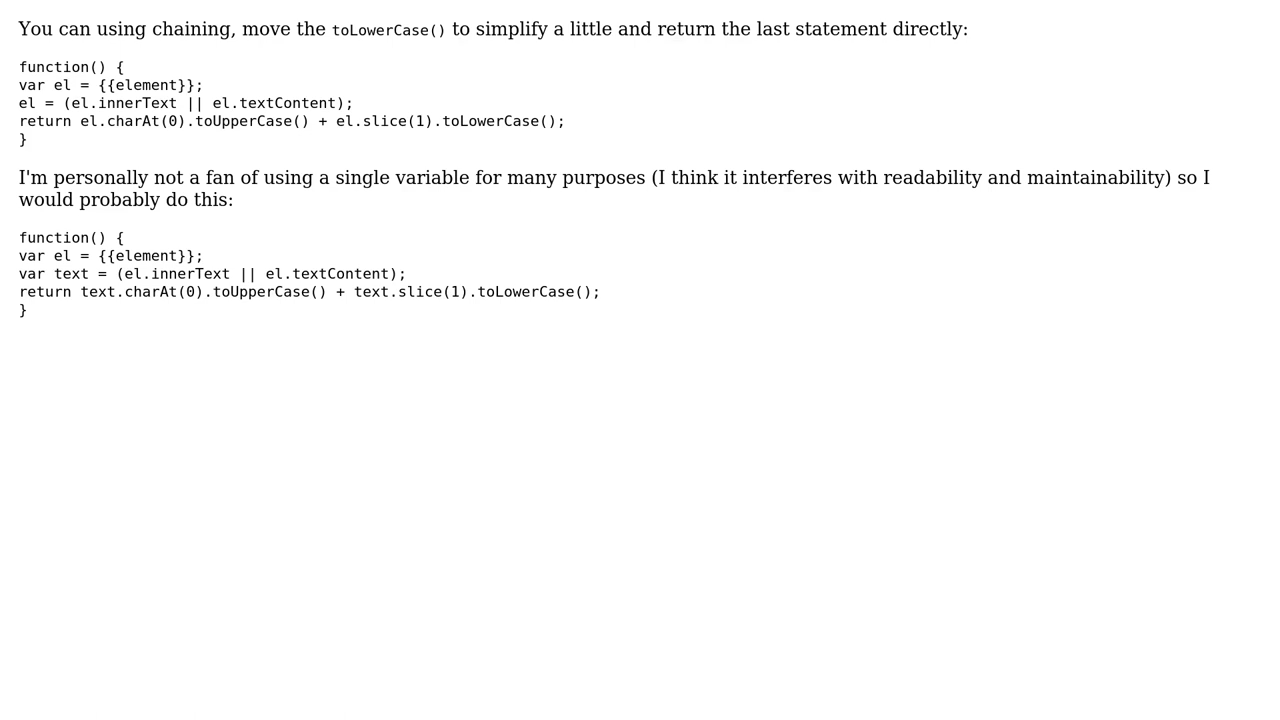 You can using chaining, move the toLowerCase() to simplify a little and return the last statement directly:
function() {
var el = {{element}};
el = (el.innerText || el.textContent);
return el.charAt(0).toUpperCase() + el.slice(1).toLowerCase();
}
I'm personally not a fan of using a single variable for many purposes (I think it interferes with readability and maintainability) so I
would probably do this:
function() {
var el = {{element}};
var text = (el.innerText || el.textContent);
return text.charAt(0).toUpperCase() + text.slice(1).toLowerCase();
}